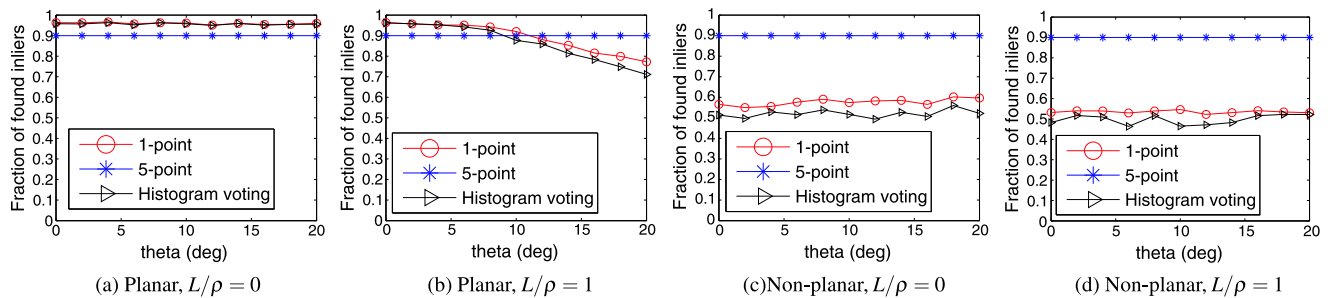 Fraction of found inliers
1
0.9
0.8
0.7
0.6
0.5
0.4
0.3
0.2
0.1
0
1-point
5-point
Histogram voting
0 5 10 15 20
theta (deg)
(a) Planar, L/ρ = 0
Fraction of found inliers
1
0.9
0.8
0.7
0.6
0.5
0.4
0.3
0.2
0.1
0
1-point
5-point
Histogram voting
0 5 10 15 20
theta (deg)
(b) Planar, L/ρ = 1
Fraction of found inliers
1
0.9
0.8
0.7
0.6
0.5
0.4
0.3
0.2
0.1
0
1-point
5-point
Histogram voting
0 5 10 15 20
theta (deg)
(c)Non-planar, L/ρ = 0
Fraction of found inliers
1
0.9
0.8
0.7
0.6
0.5
0.4
0.3
0.2
0.1
0
1-point
5-point
Histogram voting
0 5 10 15 20
theta (deg)
(d) Non-planar, L/ρ = 1